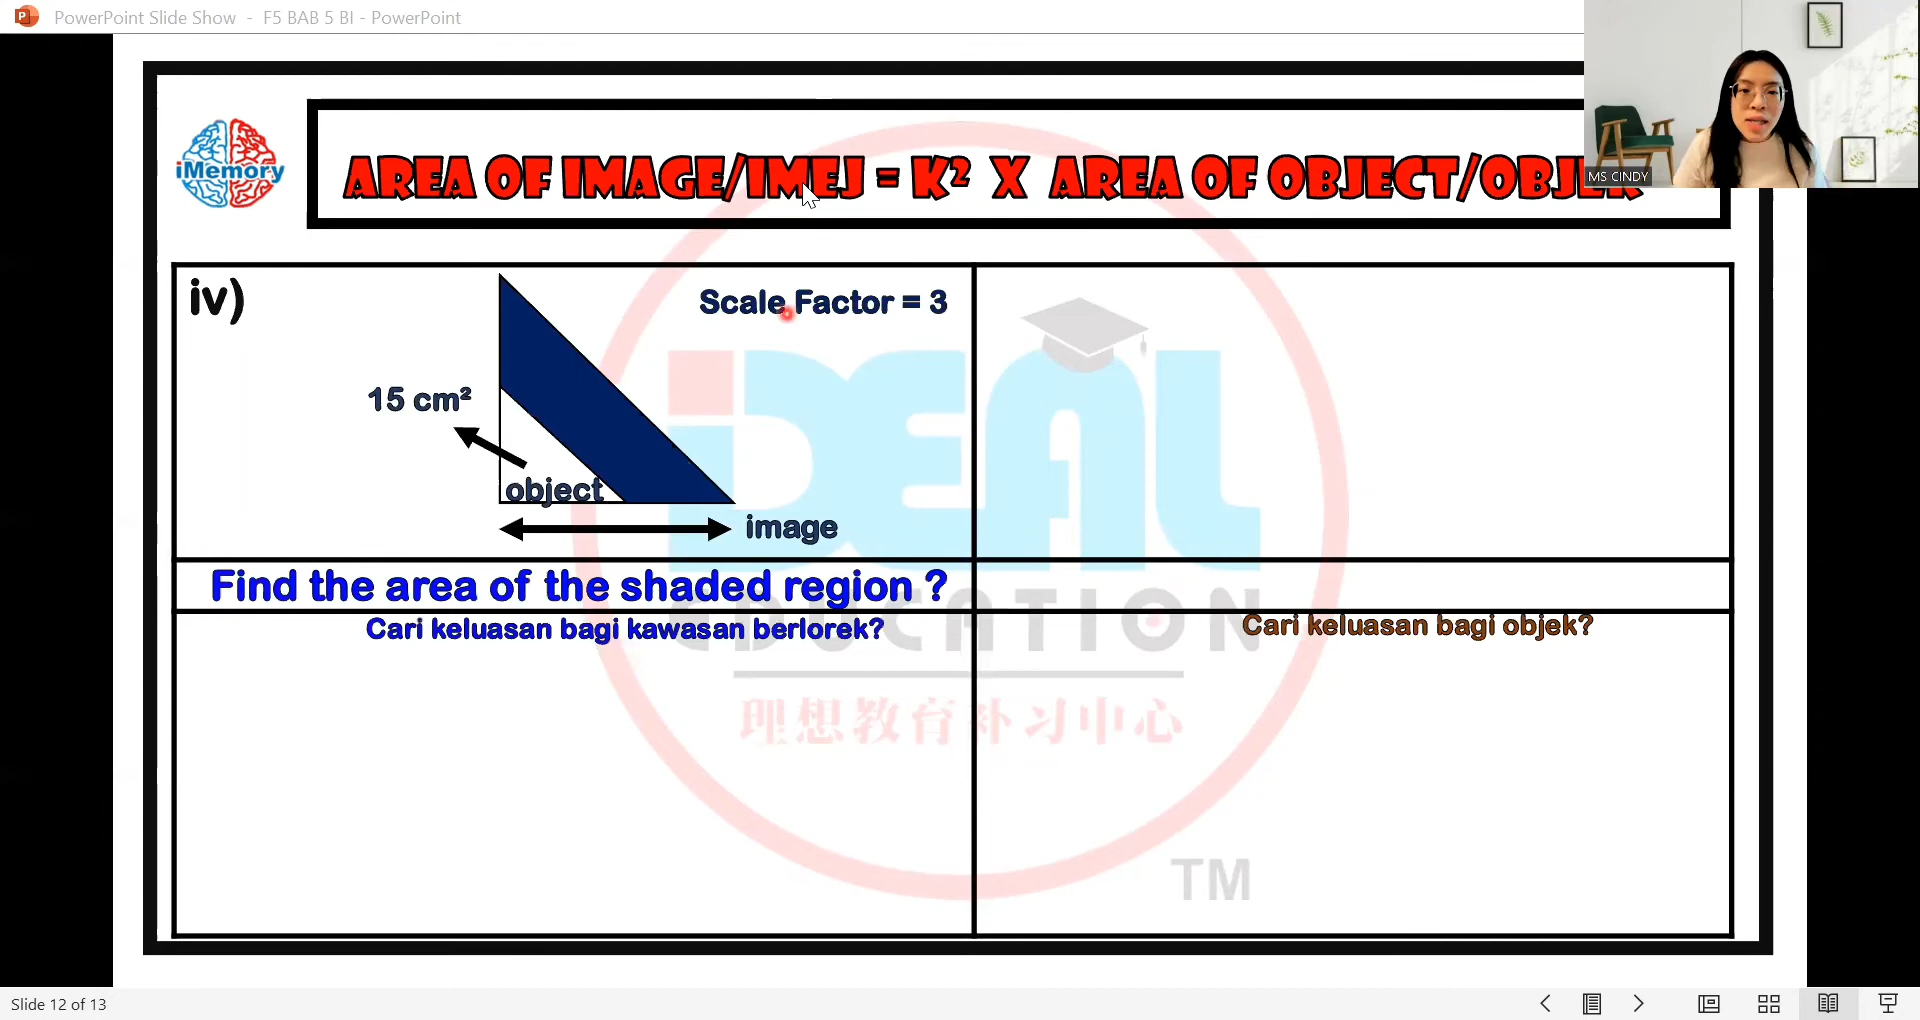 PowerPoint Slide Show - F5 BAB 5 BI - PowerPoint
MS CINDY
iMemory
AREA OF IMAGE/IMEJ = K² X AREA OF OBJECT/OBJEK
iv)
Scale Factor = 3
15 cm²
object
image
Find the area of the shaded region ?
Cari keluasan bagi kawasan berlorek?
Cari keluasan bagi objek?
iDEAL
EDUCATION
理想教育补习中心
TM
Slide 12 of 13